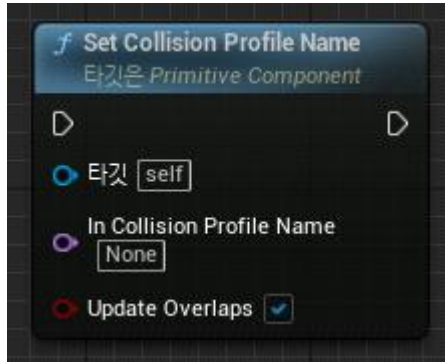 f Set Collision Profile Name
타깃은 Primitive Component
타깃 self
In Collision Profile Name
None
Update Overlaps